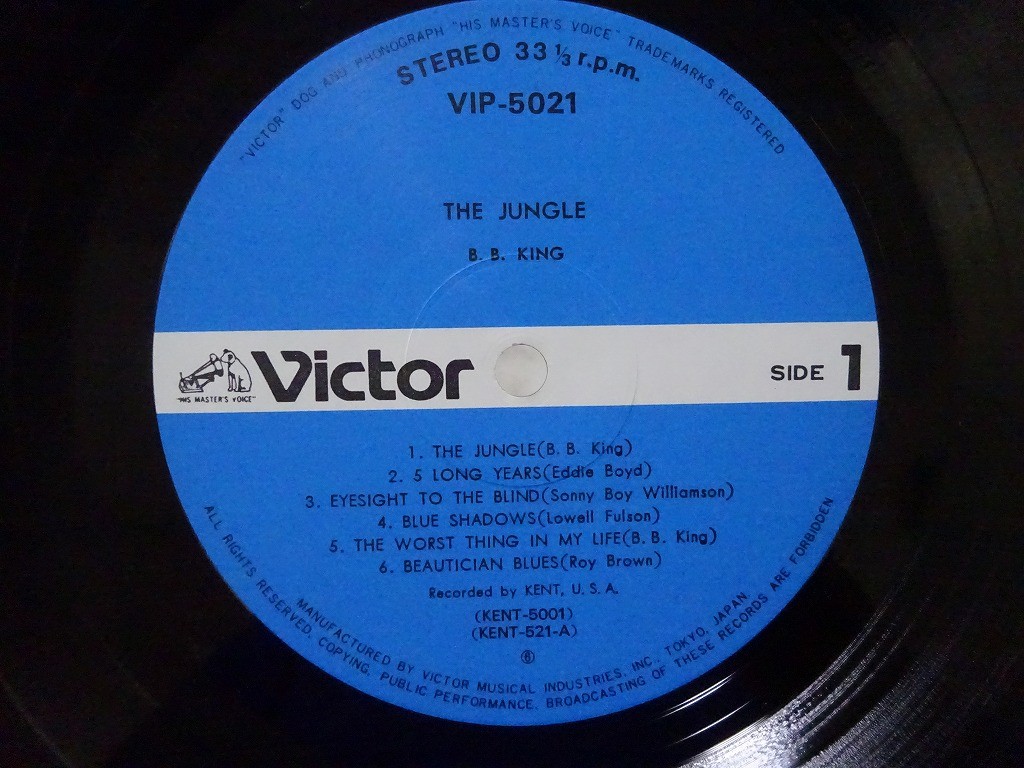 "VICTOR" DOG AND PHONOGRAPH "HIS MASTER'S VOICE" TRADEMARKS REGISTERED
STEREO 33 1/3 r.p.m.
VIP-5021
THE JUNGLE
B. B. KING
"HIS MASTER'S VOICE"
Victor
SIDE 1
1. THE JUNGLE(B. B. King)
2. 5 LONG YEARS(Eddie Boyd)
3. EYESIGHT TO THE BLIND(Sonny Boy Williamson)
4. BLUE SHADOWS(Lowell Fulson)
5. THE WORST THING IN MY LIFE(B. B. King)
6. BEAUTICIAN BLUES(Roy Brown)
Recorded by KENT, U. S. A.
(KENT-5001)
(KENT-521-A)
⑥
MANUFACTURED BY VICTOR MUSICAL INDUSTRIES, INC. TOKYO, JAPAN
ALL RIGHTS RESERVED. COPYING, PUBLIC PERFORMANCE, BROADCASTING OF THESE RECORDS ARE FORBIDDEN